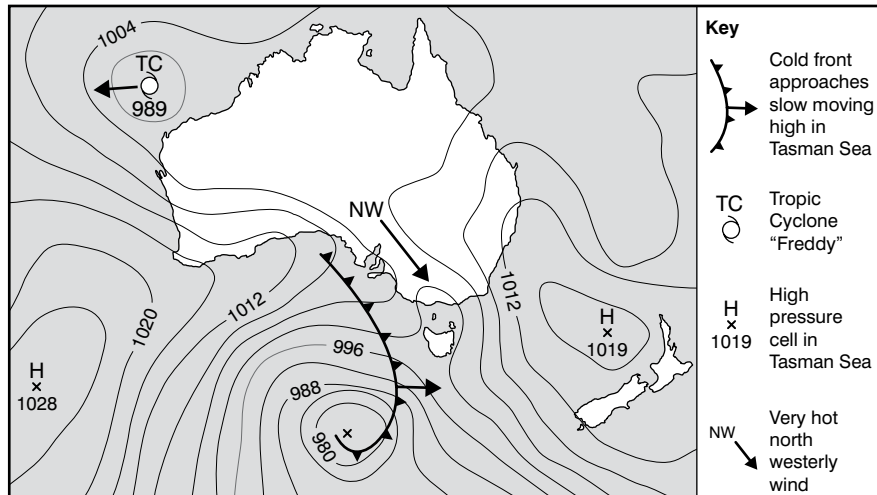 1004
TC
989
NW
1012
1020
1012
H
1019
996
H
1028
988
980
Key
Cold front
approaches
slow moving
high in
Tasman Sea
TC
Tropic
Cyclone
“Freddy”
H
1019
High
pressure
cell in
Tasman Sea
NW
Very hot
north
westerly
wind